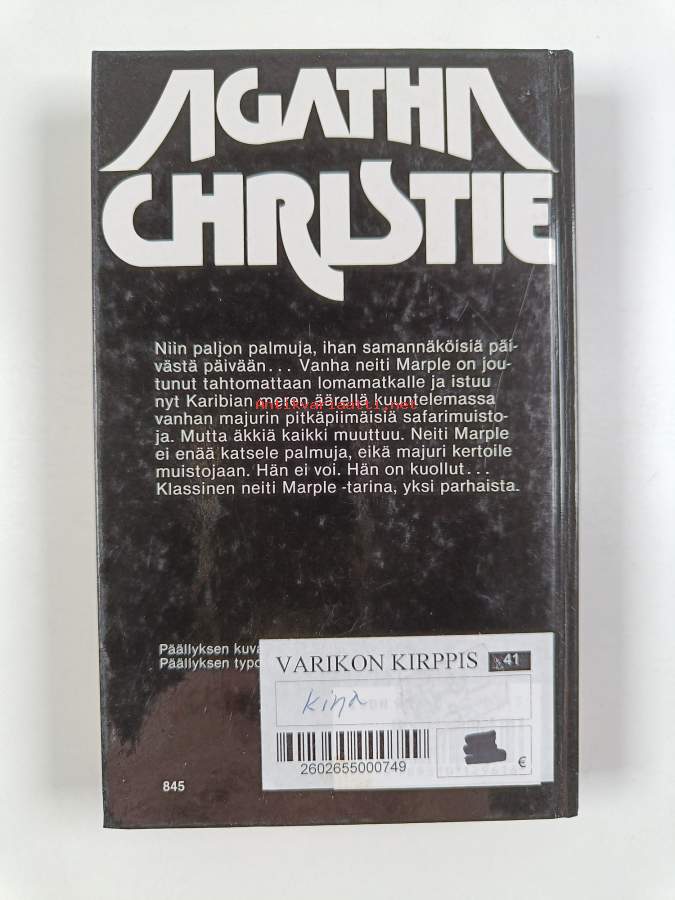 AGATHA
CHRISTIE
Niin paljon palmuja, ihan samannäköisiä päi-
västä päivään... Vanha neiti Marple on jou-
tunut tahtomattaan lomamatkalle ja istuu
nyt Karibian meren äärellä kuuntelemassa
Antikvariaatti.net
vanhan majurin pitkäpiimäisiä safarimuisto-
ja. Mutta äkkiä kaikki muuttuu. Neiti Marple
ei enää katsele palmuja, eikä majuri kertoile
muistojaan. Hän ei voi. Hän on kuollut...
Klassinen neiti Marple -tarina, yksi parhaista.
Päällyksen kuva
Päällyksen typo
VARIKON KIRPPIS 41
kirja
2602655000749
€
845